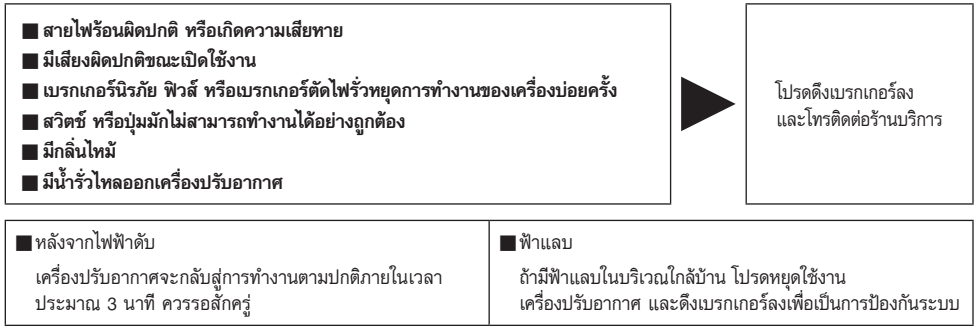 ■ สายไฟร้อนผิดปกติ หรือเกิดความเสียหาย
■ มีเสียงผิดปกติขณะเปิดใช้งาน
■ เบรกเกอร์นิรภัย ฟิวส์ หรือเบรกเกอร์ตัดไฟรั่วหยุดการทำงานของเครื่องบ่อยครั้ง
■ สวิตช์ หรือปุ่มมักไม่สามารถทำงานได้อย่างถูกต้อง
■ มีกลิ่นไหม้
■ มีน้ำรั่วไหลออกเครื่องปรับอากาศ
โปรดดึงเบรกเกอร์ลง
และโทรติดต่อร้านบริการ
■ หลังจากไฟฟ้าดับ
เครื่องปรับอากาศจะกลับสู่การทำงานตามปกติภายในเวลา
ประมาณ 3 นาที ควรรอสักครู่
■ ฟ้าแลบ
ถ้ามีฟ้าแลบในบริเวณใกล้บ้าน โปรดหยุดใช้งาน
เครื่องปรับอากาศ และดึงเบรกเกอร์ลงเพื่อเป็นการป้องกันระบบ